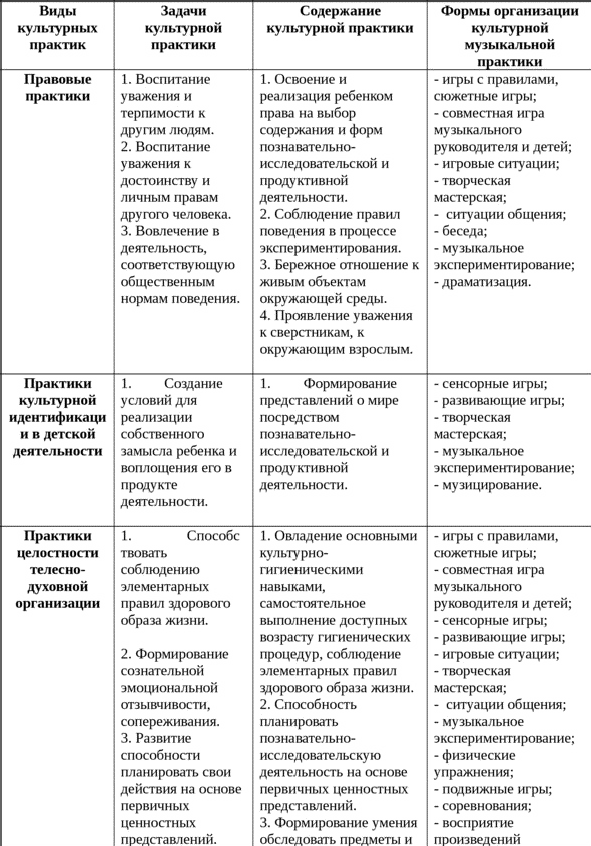 Виды
культурных
практик
Задачи
культурной
практики
Содержание
культурной практики
Формы организации
культурной
музыкальной
практики
Правовые
практики
1. Воспитание
уважения и
терпимости к
другим людям.
2. Воспитание
уважения к
достоинству и
личным правам
другого человека.
3. Вовлечение в
деятельность,
соответствующую
общественным
нормам поведения.
1. Освоение и
реализация ребенком
права на выбор
содержания и форм
познавательно-
исследовательской и
продуктивной
деятельности.
2. Соблюдение правил
поведения в процессе
экспериментирования.
3. Бережное отношение к
живым объектам
окружающей среды.
4. Проявление уважения
к сверстникам, к
окружающим взрослым.
- игры с правилами,
сюжетные игры;
- совместная игра
музыкального
руководителя и детей;
- игровые ситуации;
- творческая
мастерская;
- ситуации общения;
- беседа;
- музыкальное
экспериментирование;
- драматизация.
Практики
культурной
идентификаци
и в детской
деятельности
1. Создание
условий для
реализации
собственного
замысла ребенка и
воплощения его в
продукте
деятельности.
1. Формирование
представлений о мире
посредством
познавательно-
исследовательской и
продуктивной
деятельности.
- сенсорные игры;
- развивающие игры;
- творческая
мастерская;
- музыкальное
экспериментирование;
- музицирование.
Практики
целостности
телесно-
духовной
организации
1. Способс
твовать
соблюдению
элементарных
правил здорового
образа жизни.
2. Формирование
сознательной
эмоциональной
отзывчивости,
сопереживания.
3. Развитие
способности
планировать свои
действия на основе
первичных
ценностных
представлений.
1. Овладение основными
культурно-
гигиеническими
навыками,
самостоятельное
выполнение доступных
возрасту гигиенических
процедур, соблюдение
элементарных правил
здорового образа жизни.
2. Способность
планировать
познавательно-
исследовательскую
деятельность на основе
первичных ценностных
представлений.
3. Формирование умения
обследовать предметы и
- игры с правилами,
сюжетные игры;
- совместная игра
музыкального
руководителя и детей;
- сенсорные игры;
- развивающие игры;
- игровые ситуации;
- творческая
мастерская;
- ситуации общения;
- музыкальное
экспериментирование;
- физические
упражнения;
- подвижные игры;
- соревнования;
- восприятие
произведений